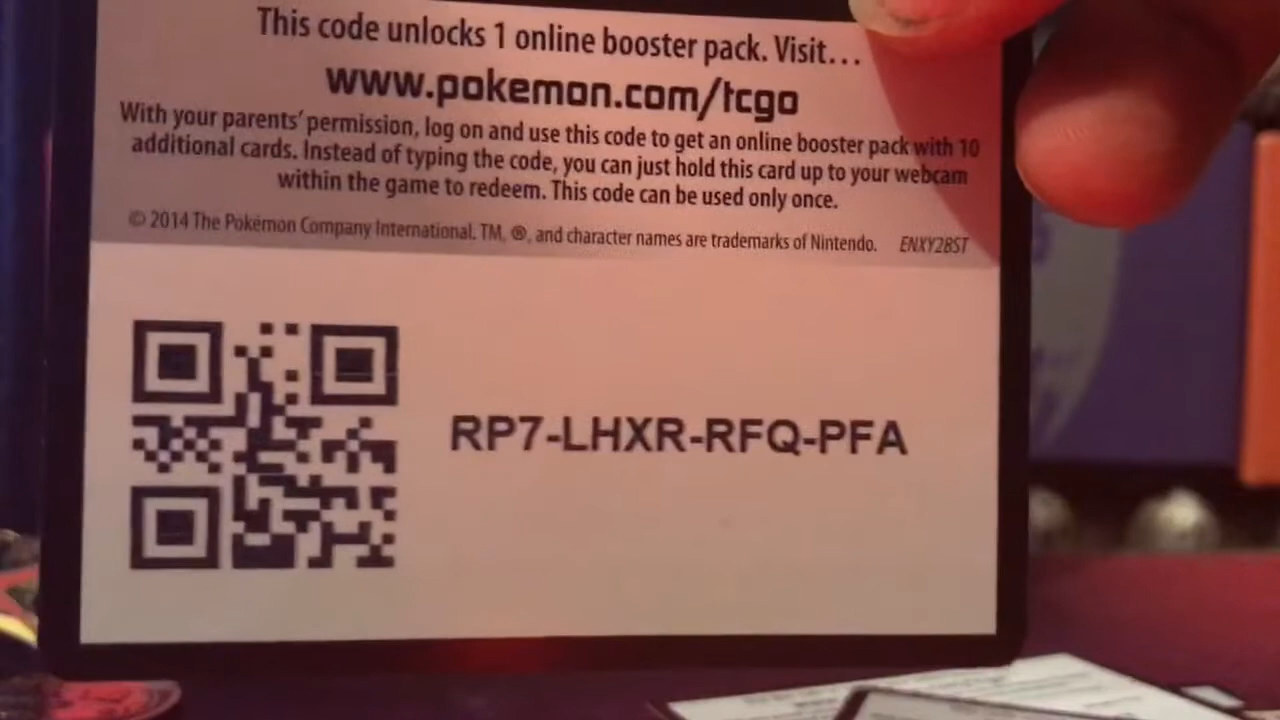 This code unlocks 1 online booster pack. Visit…
www.pokemon.com/tcgo
With your parents' permission, log on and use this code to get an online booster pack with 10
additional cards. Instead of typing the code, you can just hold this card up to your webcam
within the game to redeem. This code can be used only once.
© 2014 The Pokémon Company International. TM, ®, and character names are trademarks of Nintendo. ENXY2BST
RP7-LHXR-RFQ-PFA